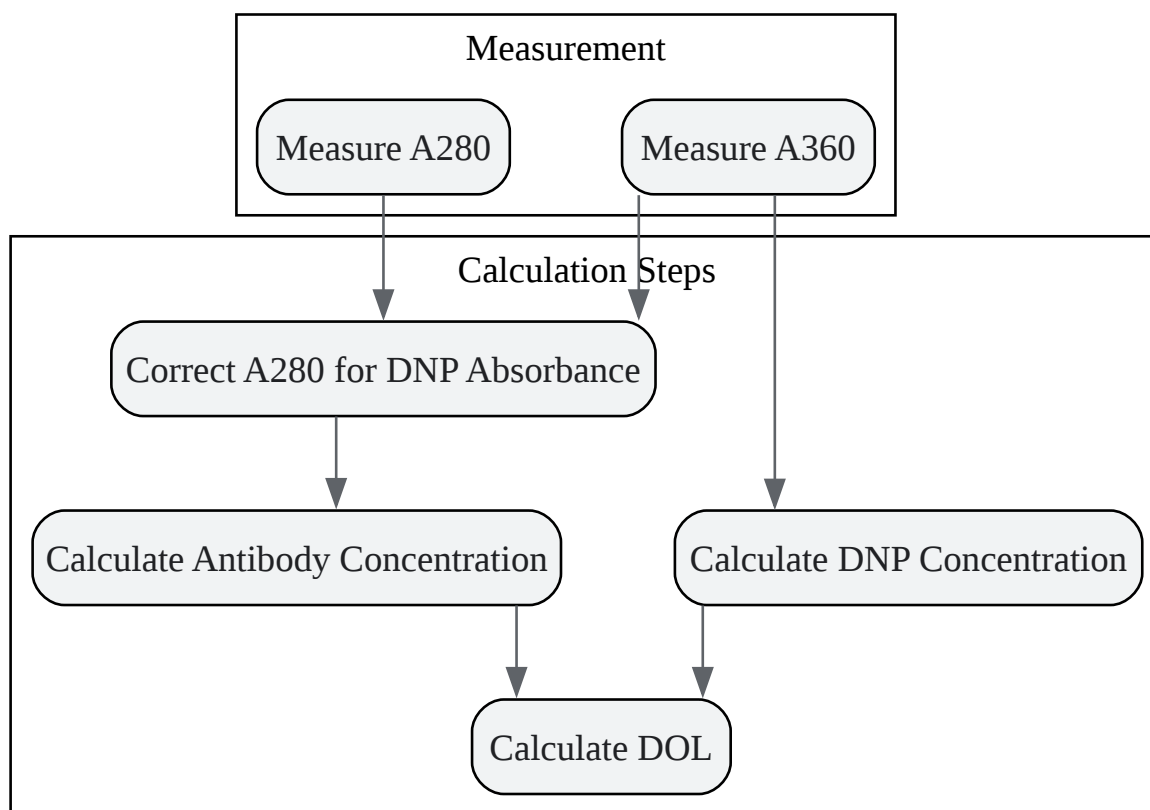 Measurement
Measure A280
Measure A360
Calculation Steps
Correct A280 for DNP Absorbance
Calculate Antibody Concentration
Calculate DNP Concentration
Calculate DOL